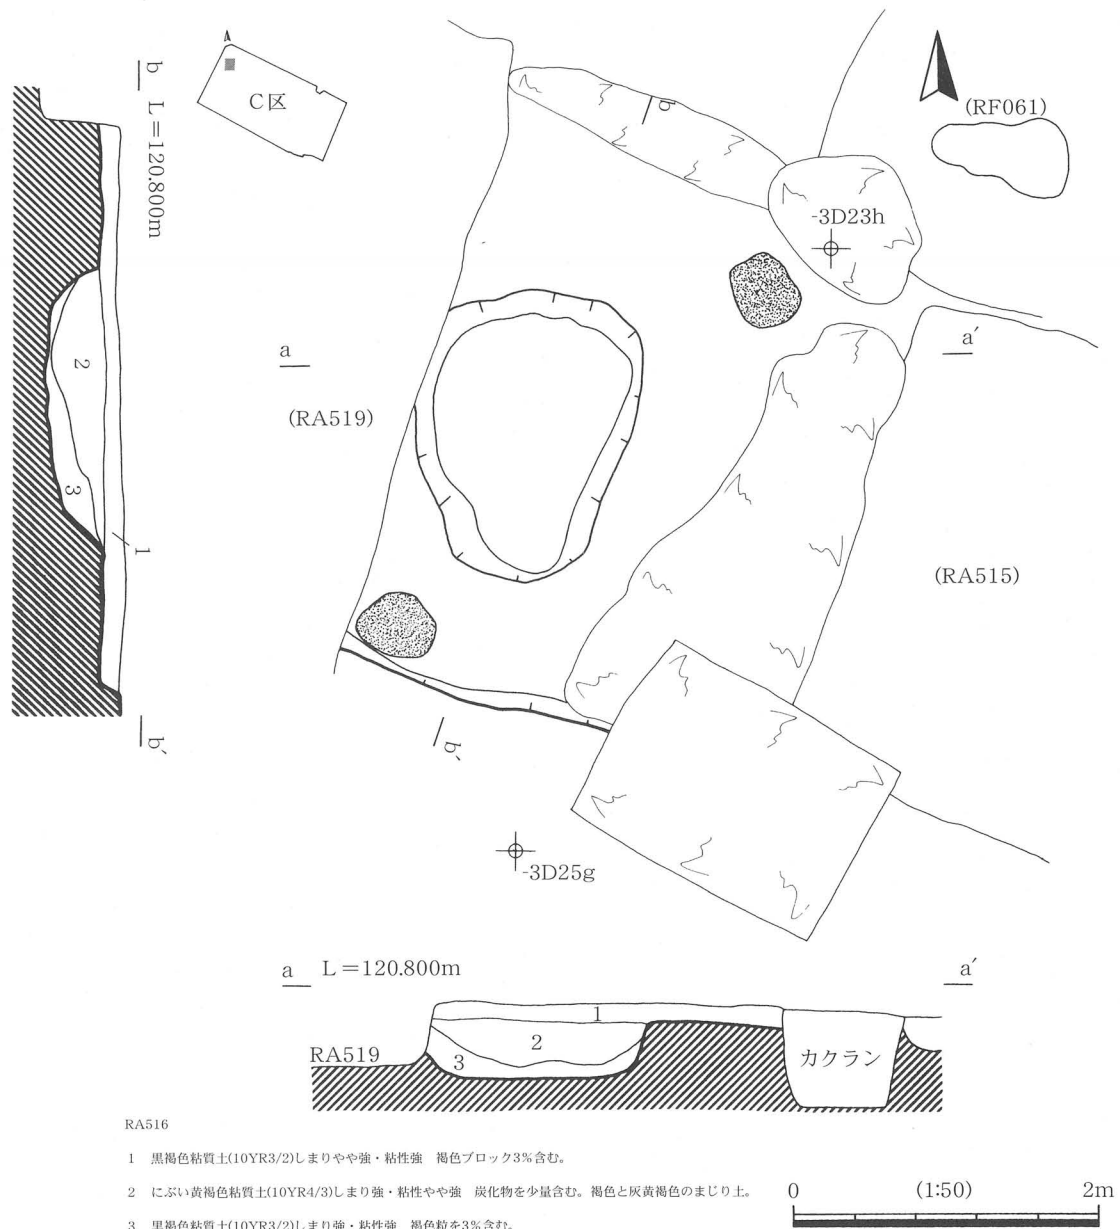 b L＝120.800m
C区
b
(RF061)
-3D23h
a
a´
(RA519)
2
3
1
(RA515)
b´
b´
-3D25g
a L＝120.800m
a´
1
2
RA519
3
カクラン
RA516
1 黒褐色粘質土(10YR3/2)しまりやや強・粘性強 褐色ブロック3%含む。
2 にぶい黄褐色粘質土(10YR4/3)しまり強・粘性やや強 炭化物を少量含む。褐色と灰黄褐色のまじり土。
3 黒褐色粘質土(10YR3/2)しまり強・粘性強 褐色粒を3%含む。
0 (1:50) 2m